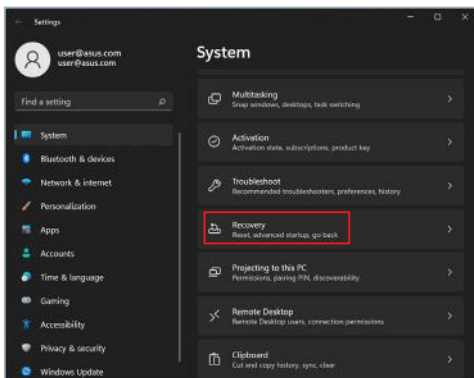 Settings
user@asus.com
user@asus.com
Find a setting
System
Bluetooth & devices
Network & internet
Personalization
Apps
Accounts
Time & language
Gaming
Accessibility
Privacy & security
Windows Update
System
Multitasking
Snap windows, desktops, task switching
Activation
Activation state, subscriptions, product key
Troubleshoot
Recommended troubleshooters, preferences, history
Recovery
Reset, advanced startup, go back
Projecting to this PC
Permissions, pairing PIN, discoverability
Remote Desktop
Remote Desktop users, connection permissions
Clipboard
Cut and copy history, sync, clear